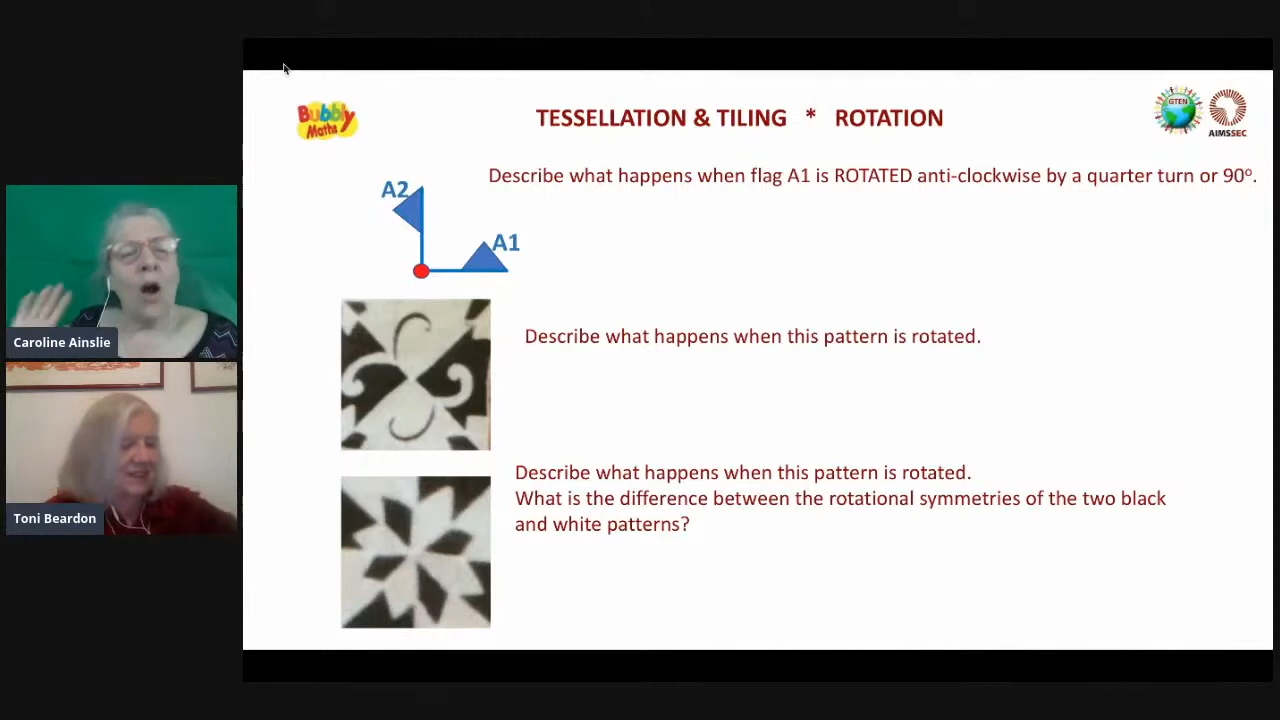 Bubbly
Maths
TESSELLATION & TILING * ROTATION
GTEN
AIMSSEC
Describe what happens when flag A1 is ROTATED anti-clockwise by a quarter turn or 90º.
A2
A1
Describe what happens when this pattern is rotated.
Describe what happens when this pattern is rotated.
What is the difference between the rotational symmetries of the two black
and white patterns?
Caroline Ainslie
Toni Beardon